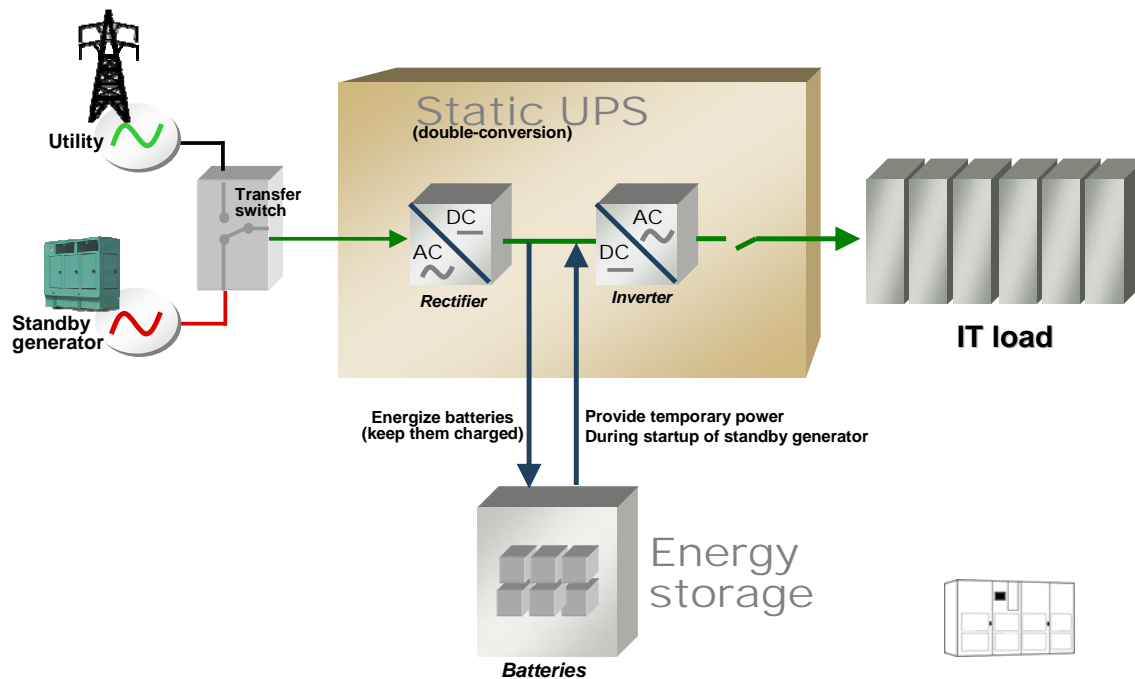 Static UPS
(double-conversion)
Utility
Transfer
switch
DC
AC
Rectifier
AC
DC
Inverter
Standby
generator
IT load
Energize batteries
(keep them charged)
Provide temporary power
During startup of standby generator
Energy
storage
Batteries